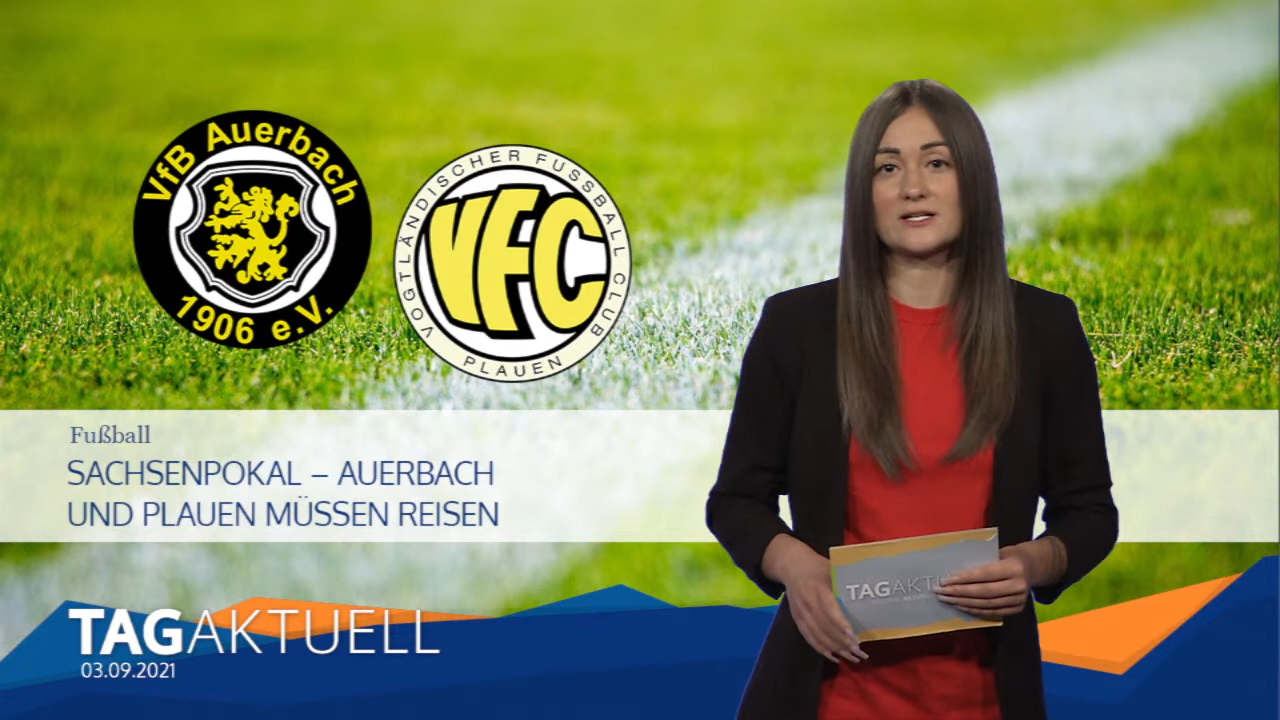 VfB Auerbach
1906 e.V.
VOGTLÄNDISCHER FUSSBALL CLUB
VFC
PLAUEN
Fußball
SACHSENPOKAL – AUERBACH
UND PLAUEN MÜSSEN REISEN
TAGAKTUELL
03.09.2021
TAGAKTU